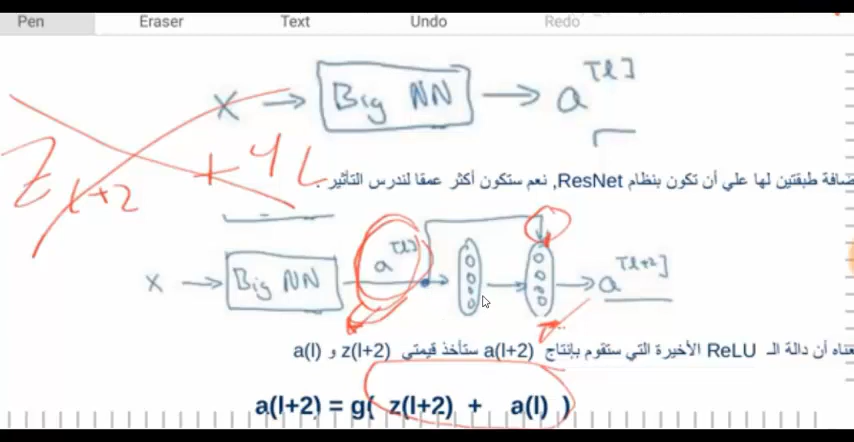 Pen Eraser Text Undo Redo
X → Big NN → a[l]
Z l+2 + 4 L
ضافة طبقتين لها علي أن تكون بنظام ResNet, نعم ستكون أكثر عمقا لندرس التأثير.
X → Big NN a[l] → a[l+2]
عناه أن دالة الـ ReLU الأخيرة التي ستقوم بإنتاج a(l+2) ستأخذ قيمتي z(l+2) و a(l)
a(l+2) = g( z(l+2) + a(l) )